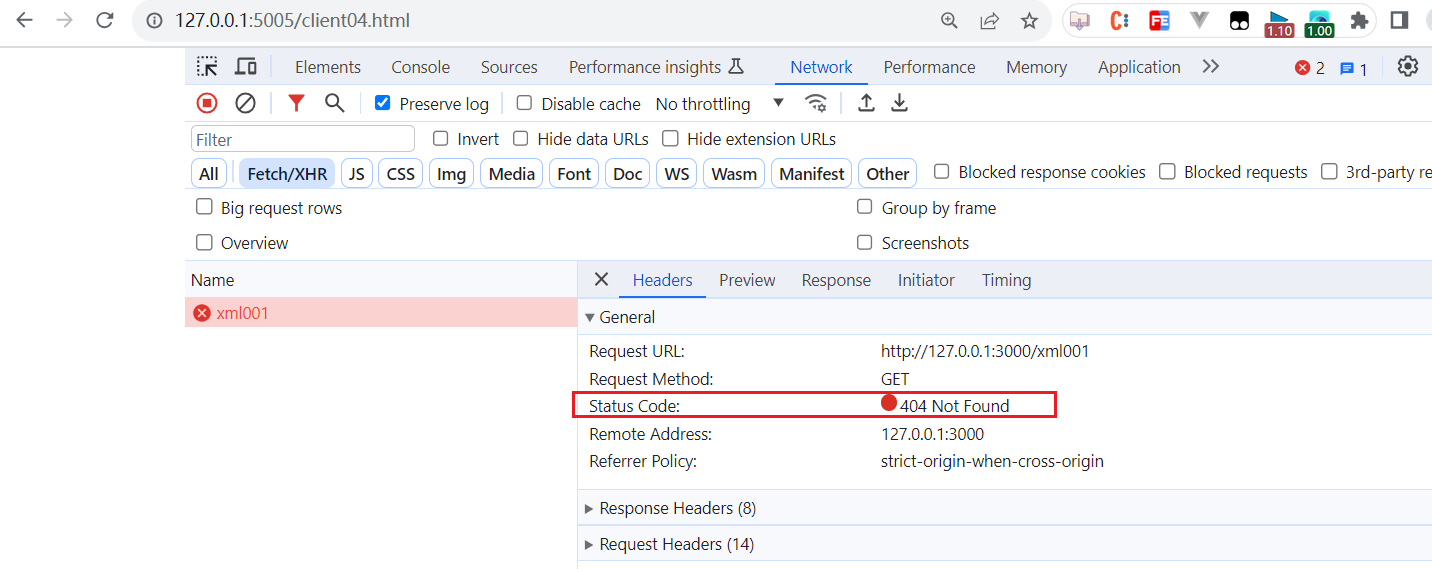 127.0.0.1:5005/client04.html
1.10 1.00
Elements Console Sources Performance insights Network Performance Memory Application 2 1
Preserve log Disable cache No throttling
Filter Invert Hide data URLs Hide extension URLs
All Fetch/XHR JS CSS Img Media Font Doc WS Wasm Manifest Other Blocked response cookies Blocked requests 3rd-party re
Big request rows Group by frame
Overview Screenshots
Name Headers Preview Response Initiator Timing
xml001 General
Request URL: http://127.0.0.1:3000/xml001
Request Method: GET
Status Code: 404 Not Found
Remote Address: 127.0.0.1:3000
Referrer Policy: strict-origin-when-cross-origin
Response Headers (8)
Request Headers (14)